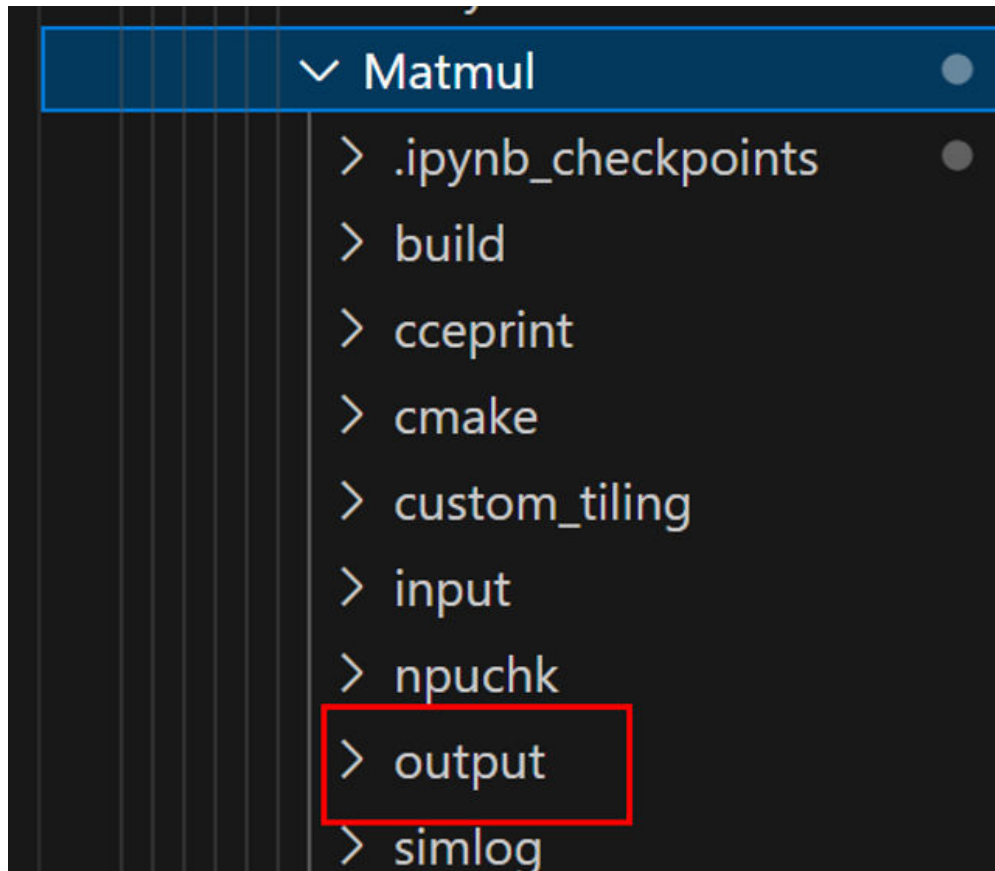 Matmul
.ipynb_checkpoints
build
cceprint
cmake
custom_tiling
input
npuchk
output
simlog